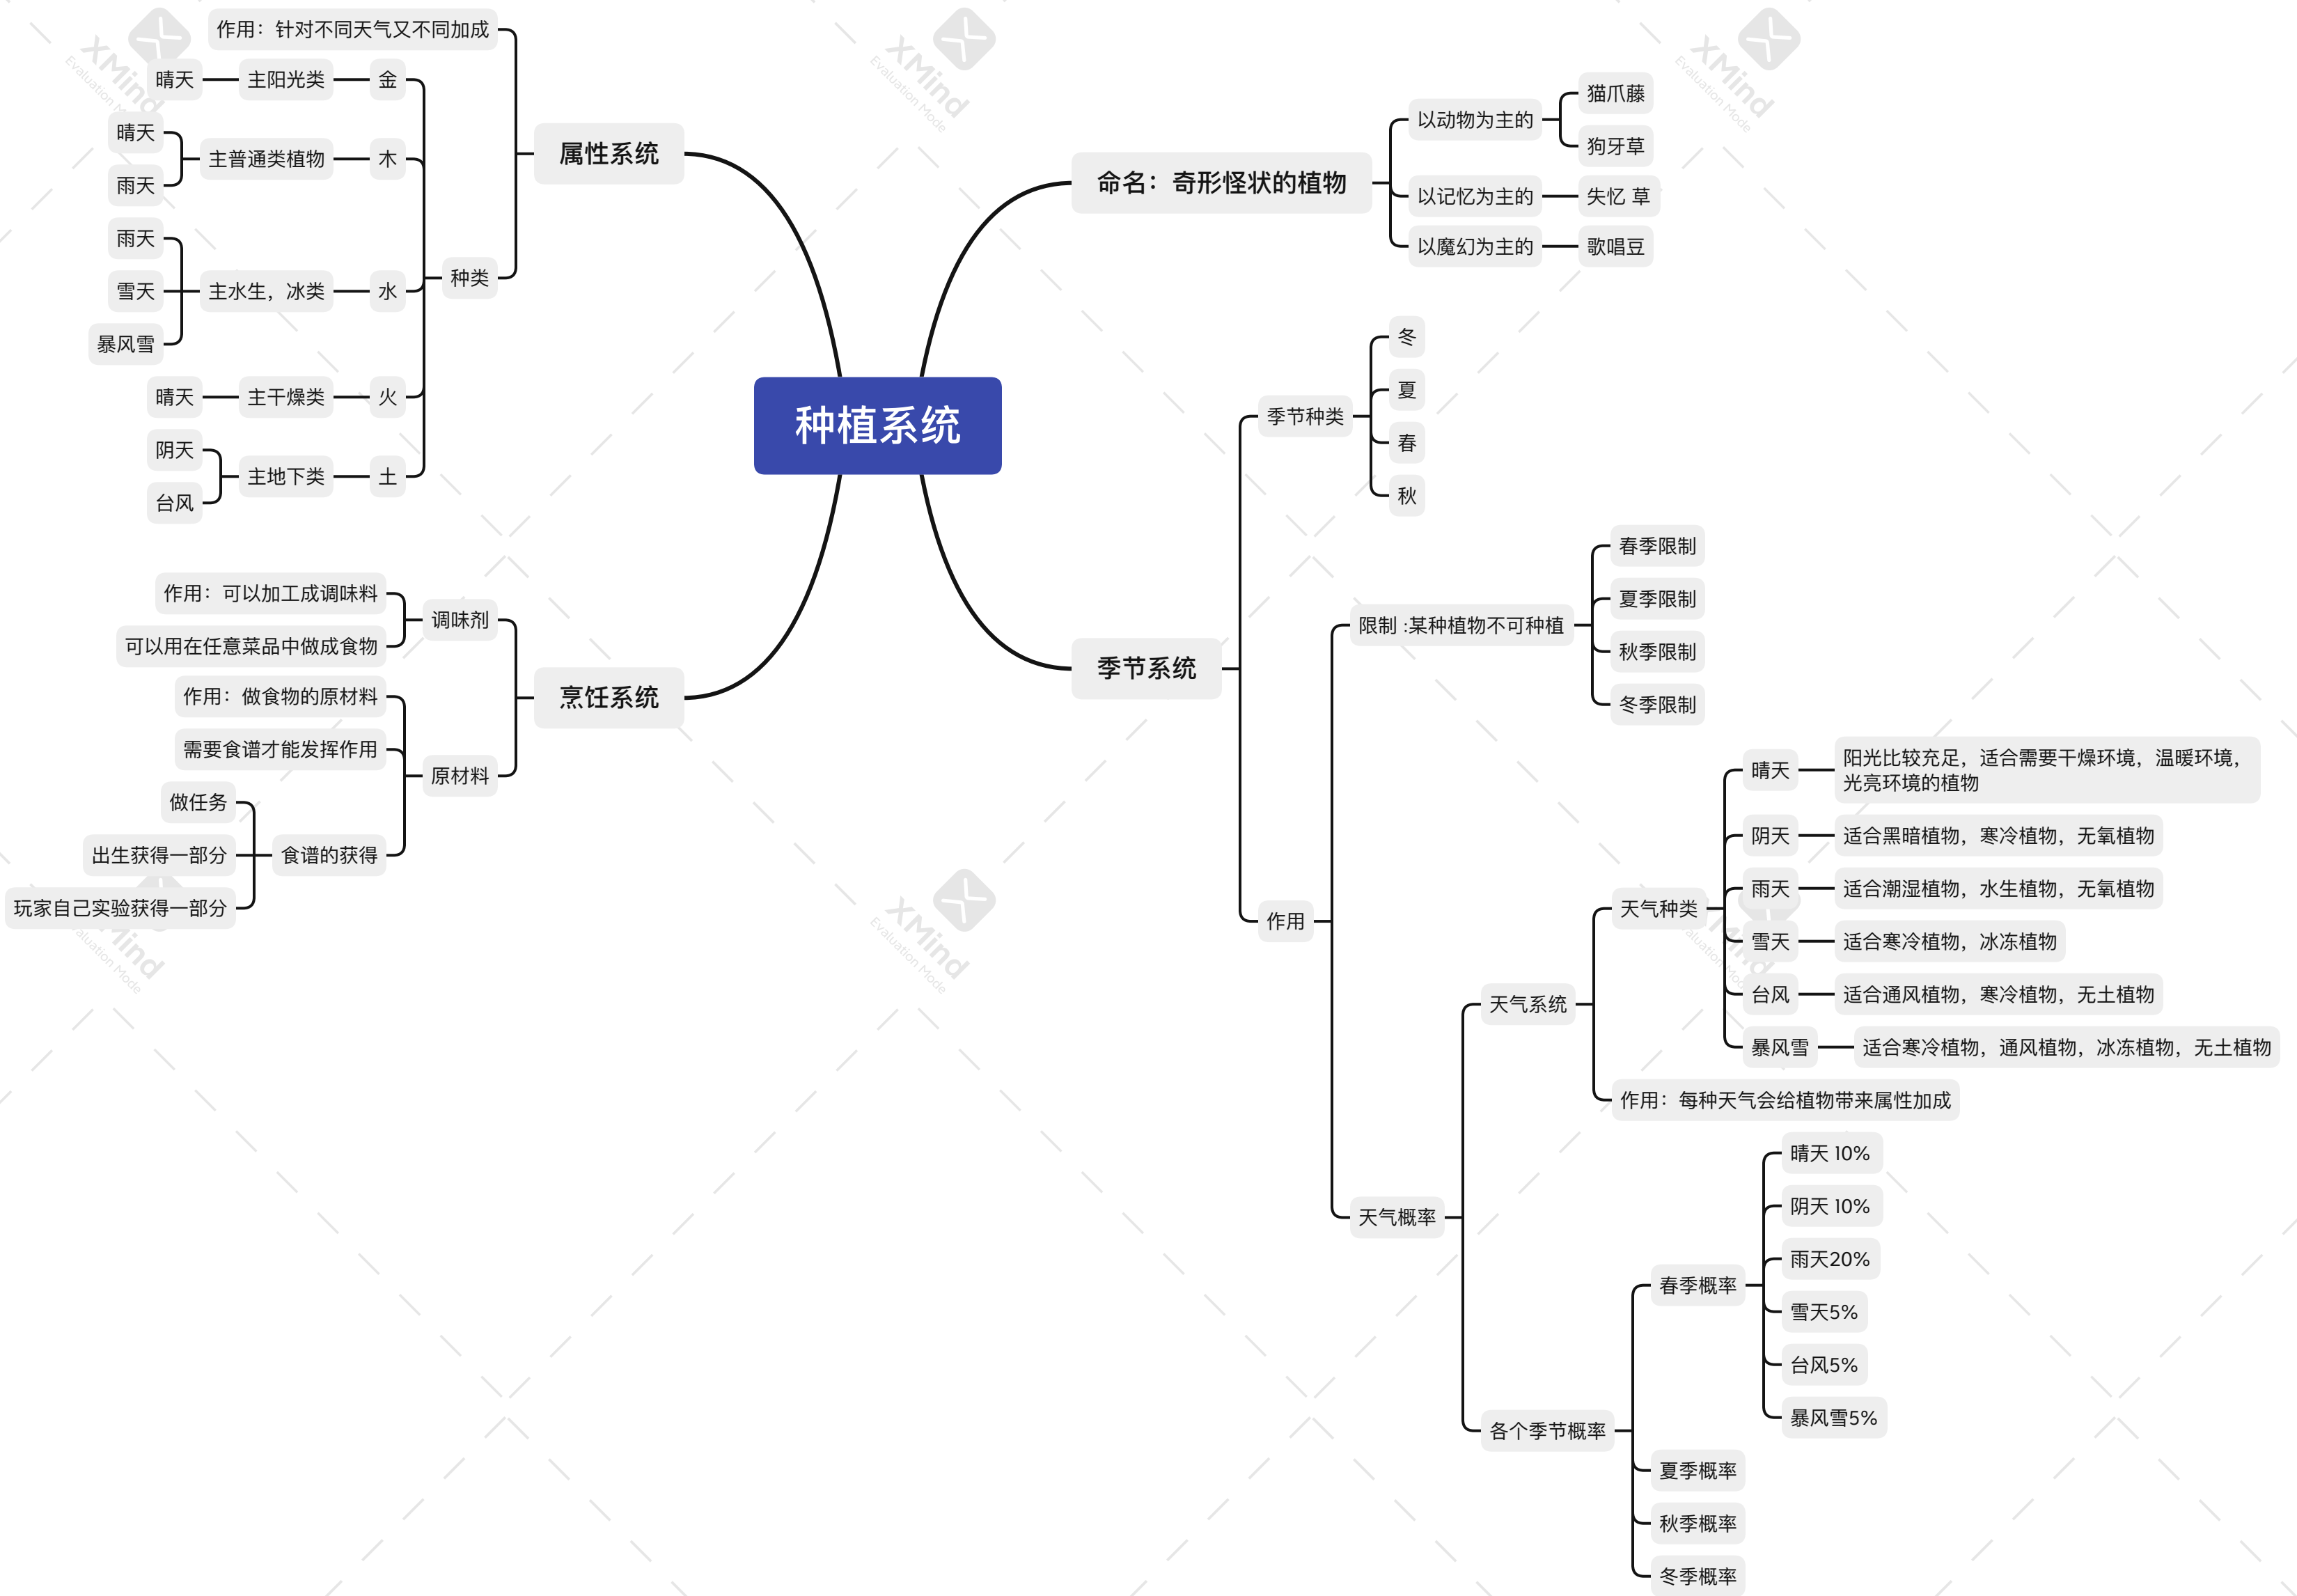 种植系统
命名：奇形怪状的植物
以动物为主的
猫爪藤
狗牙草
以记忆为主的
失忆 草
以魔幻为主的
歌唱豆
季节系统
季节种类
冬
夏
春
秋
作用
限制 :某种植物不可种植
春季限制
夏季限制
秋季限制
冬季限制
天气概率
天气系统
天气种类
晴天
阳光比较充足，适合需要干燥环境，温暖环境，
光亮环境的植物
阴天
适合黑暗植物，寒冷植物，无氧植物
雨天
适合潮湿植物，水生植物，无氧植物
雪天
适合寒冷植物，冰冻植物
台风
适合通风植物，寒冷植物，无土植物
暴风雪
适合寒冷植物，通风植物，冰冻植物，无土植物
作用：每种天气会给植物带来属性加成
各个季节概率
春季概率
晴天 10%
阴天 10%
雨天20%
雪天5%
台风5%
暴风雪5%
夏季概率
秋季概率
冬季概率
属性系统
作用：针对不同天气又不同加成
种类
金
主阳光类
晴天
木
主普通类植物
晴天
雨天
水
主水生，冰类
雨天
雪天
暴风雪
火
主干燥类
晴天
土
主地下类
阴天
台风
烹饪系统
调味剂
作用：可以加工成调味料
可以用在任意菜品中做成食物
原材料
作用：做食物的原材料
需要食谱才能发挥作用
食谱的获得
做任务
出生获得一部分
玩家自己实验获得一部分
XMind
Evaluation Mode
XMind
Evaluation Mode
XMind
Evaluation Mode
XMind
Evaluation Mode